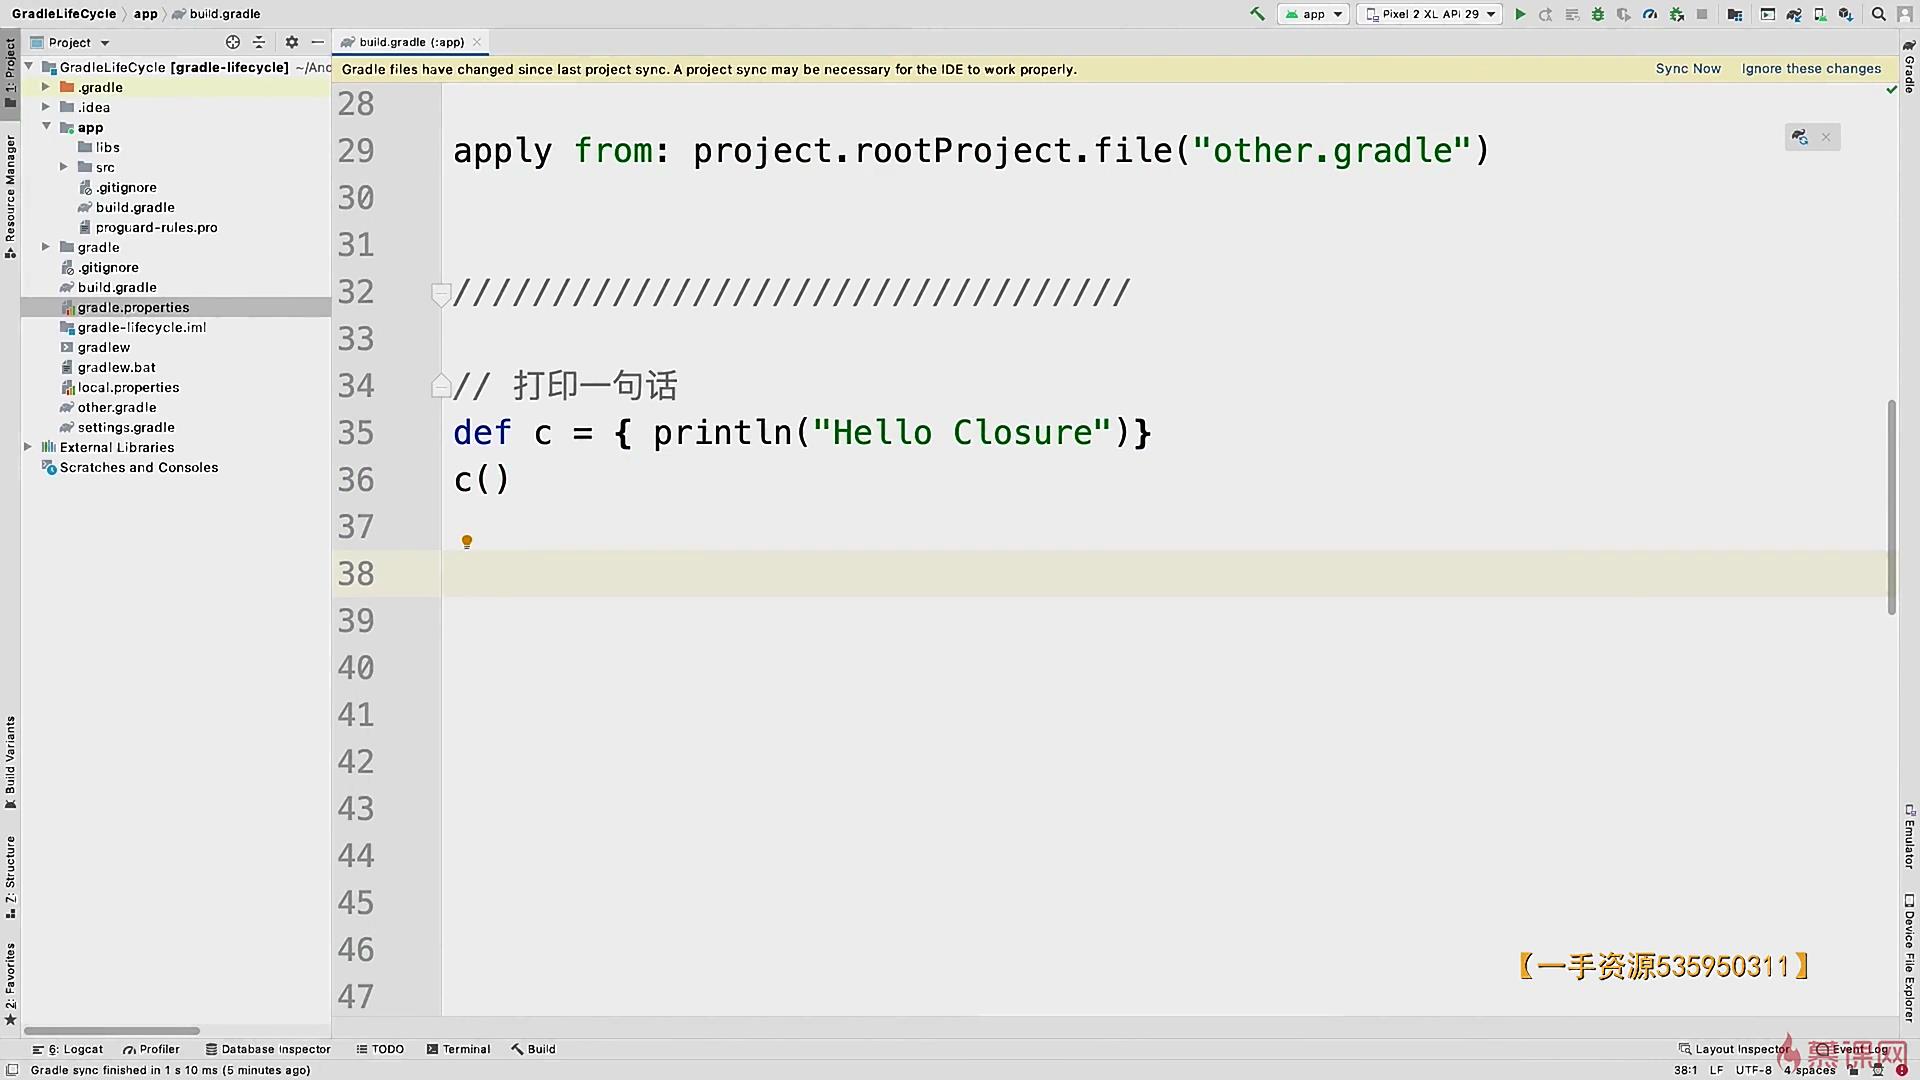 GradleLifeCycle app build.gradle
app Pixel 2 XL API 29
Project
build.gradle (:app)
Gradle files have changed since last project sync. A project sync may be necessary for the IDE to work properly.
Sync Now Ignore these changes
1: Project
Resource Manager
Build Variants
7: Structure
2: Favorites
GradleLifeCycle [gradle-lifecycle] ~/Anc
.gradle
.idea
app
libs
src
.gitignore
build.gradle
proguard-rules.pro
gradle
.gitignore
build.gradle
gradle.properties
gradle-lifecycle.iml
gradlew
gradlew.bat
local.properties
other.gradle
settings.gradle
External Libraries
Scratches and Consoles
28
29 apply from: project.rootProject.file("other.gradle")
30
31
32 //////////////////////////////////
33
34 // 打印一句话
35 def c = { println("Hello Closure")}
36 c()
37
38
39
40
41
42
43
44
45
46
47
【一手资源535950311】
Gradle
Emulator
Device File Explorer
6: Logcat Profiler Database Inspector TODO Terminal Build
Layout Inspector Event Log
慕课网
Gradle sync finished in 1 s 10 ms (5 minutes ago)
38:1 LF UTF-8 4 spaces